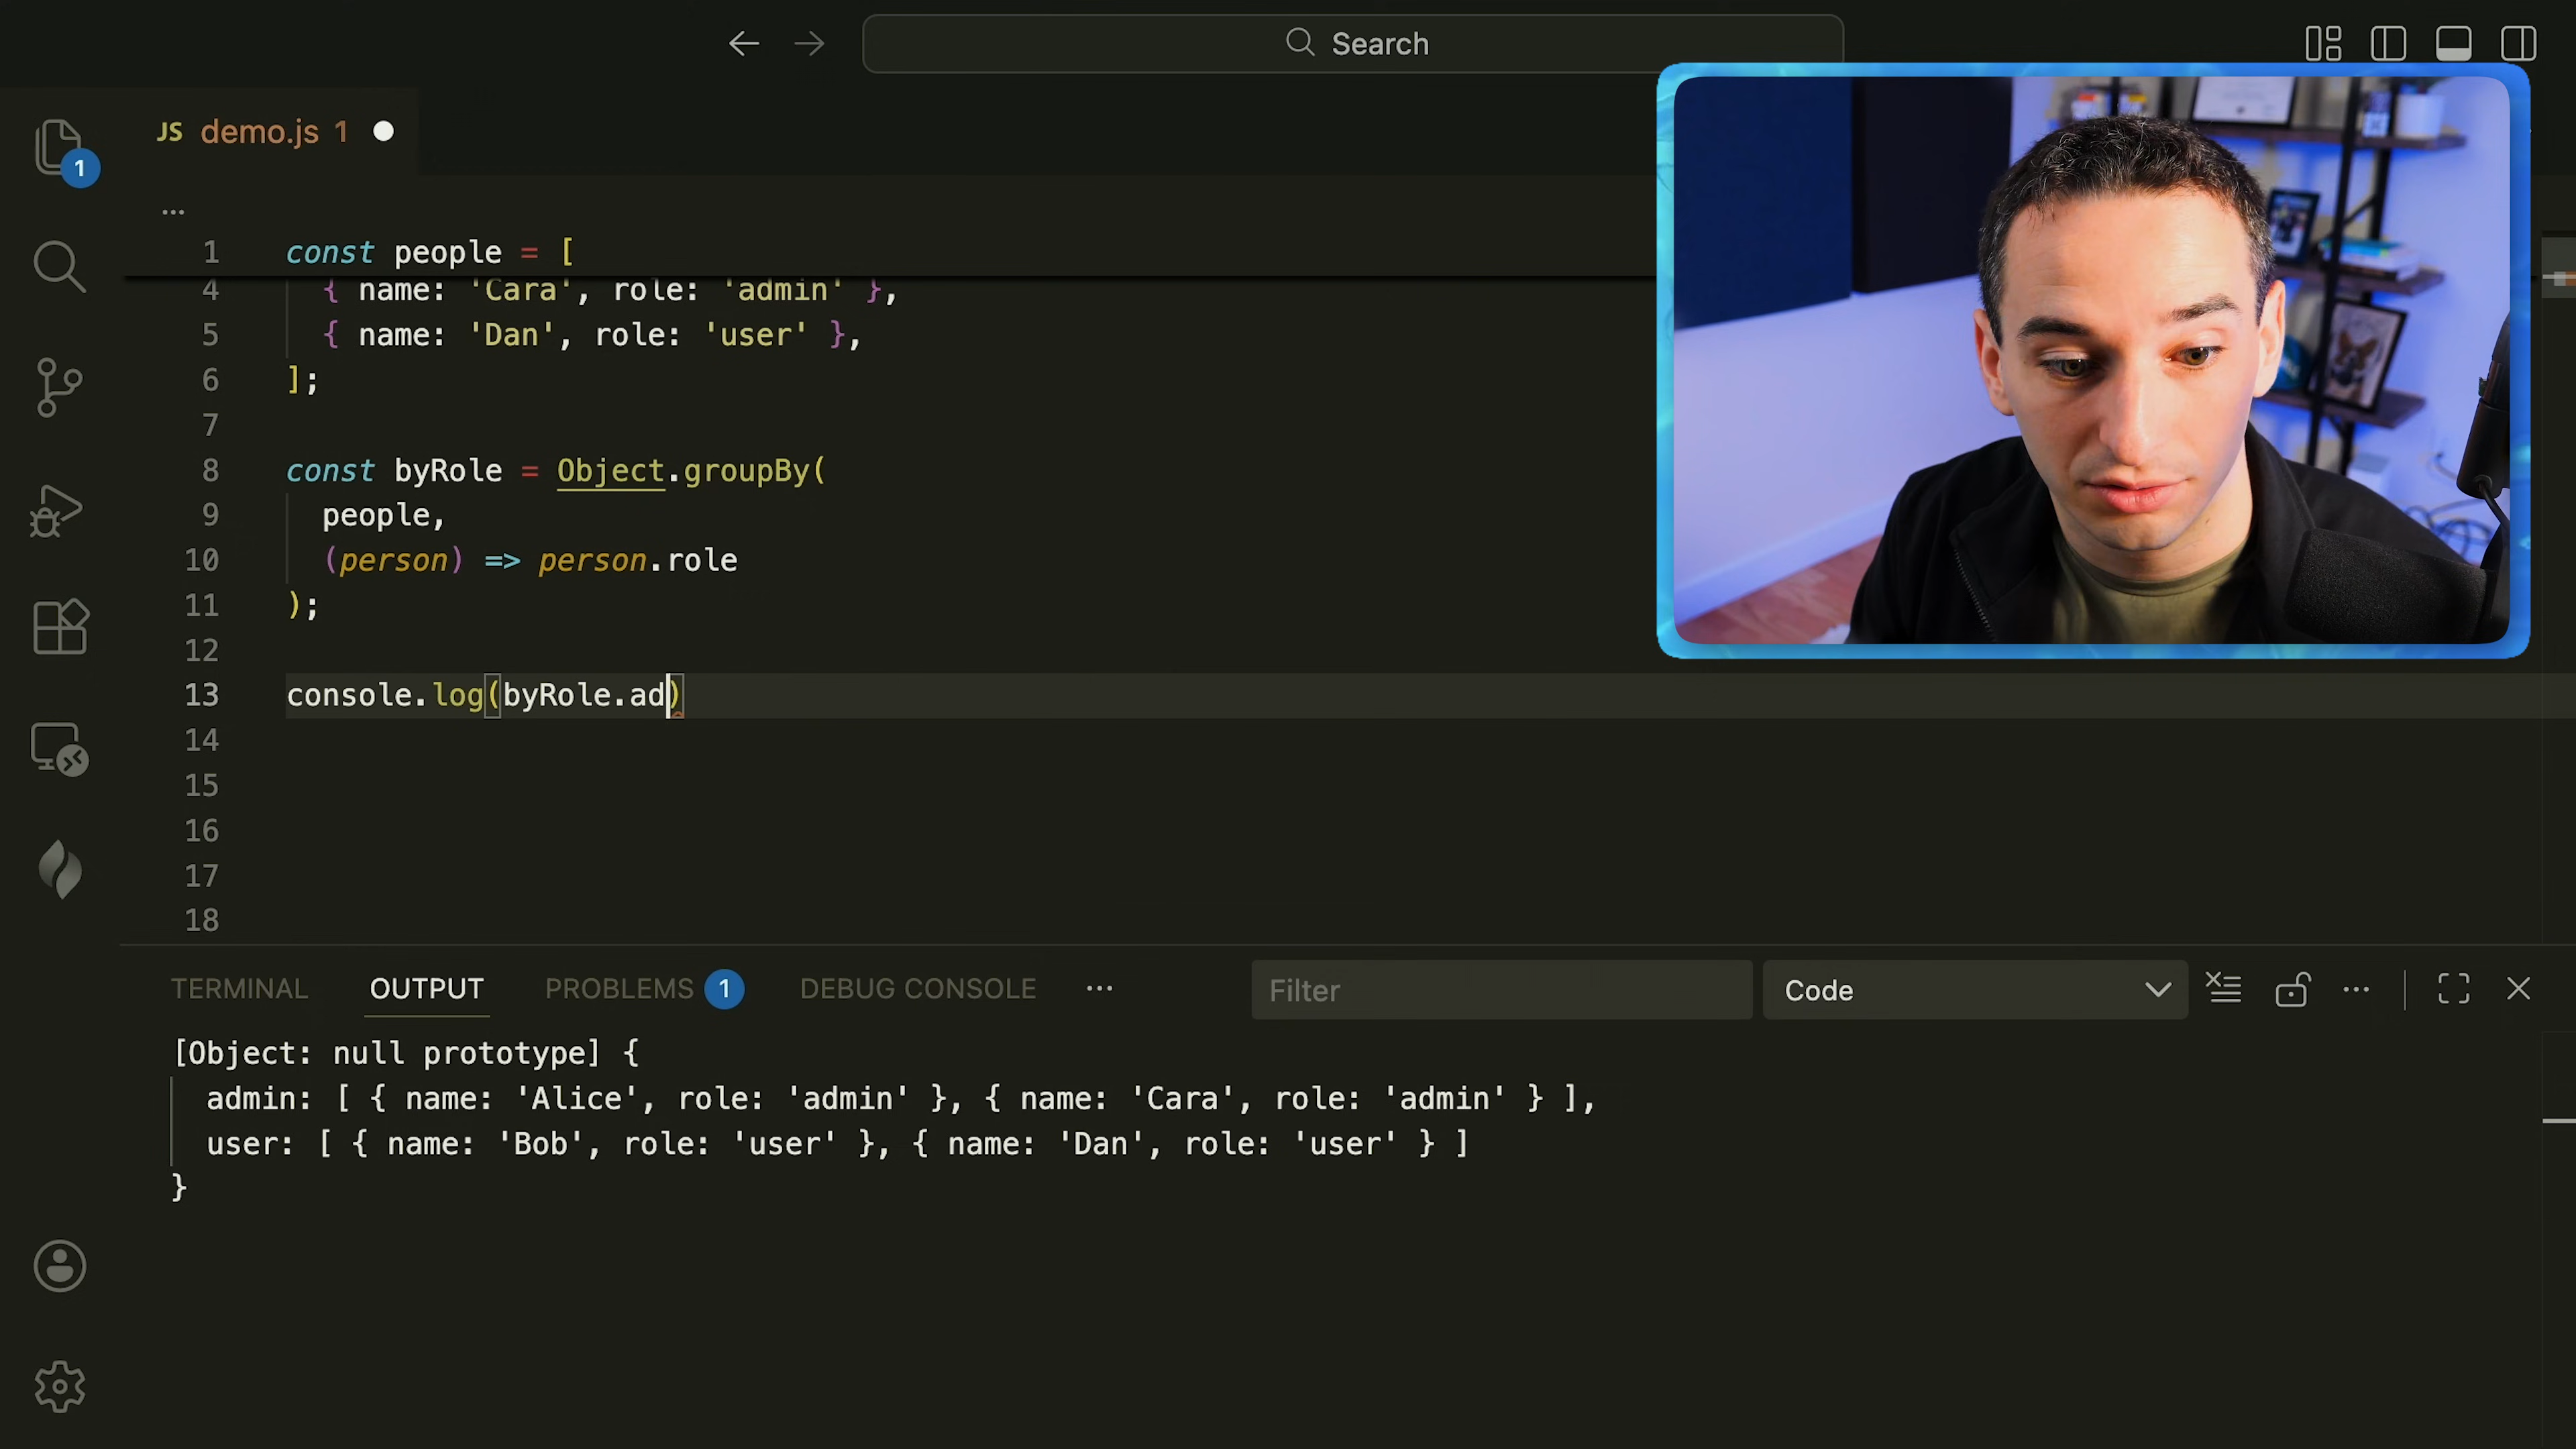 Search
JS demo.js 1
1
...
1 const people = [
4 { name: 'Cara', role: 'admin' },
5 { name: 'Dan', role: 'user' },
6 ];
7
8 const byRole = Object.groupBy(
9 people,
10 (person) => person.role
11 );
12
13 console.log(byRole.ad)
14
15
16
17
18
TERMINAL OUTPUT PROBLEMS 1 DEBUG CONSOLE ... Filter Code ...
[Object: null prototype] {
admin: [ { name: 'Alice', role: 'admin' }, { name: 'Cara', role: 'admin' } ],
user: [ { name: 'Bob', role: 'user' }, { name: 'Dan', role: 'user' } ]
}